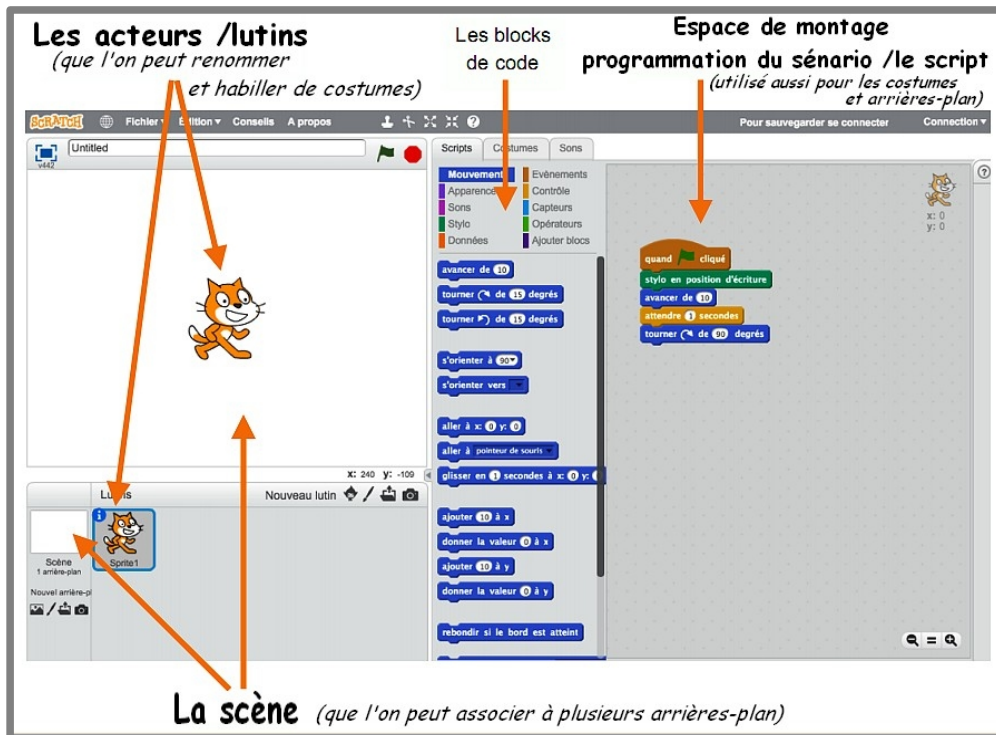 Les acteurs /lutins
(que l'on peut renommer
et habiller de costumes)
Les blocks
de code
Espace de montage
programmation du sénario /le script
(utilisé aussi pour les costumes
et arrières-plan)
SCRATCH Fichier Édition Conseils A propos Pour sauvegarder se connecter Connection
v442
Untitled
Scripts Costumes Sons
Mouvement Evénements
Apparence Contrôle
Sons Capteurs
Stylo Opérateurs
Données Ajouter blocs
avancer de 10
tourner de 15 degrés
tourner de 15 degrés
s'orienter à 90
s'orienter vers
aller à x: 0 y: 0
aller à pointeur de souris
glisser en 1 secondes à x: 0 y:
ajouter 10 à x
donner la valeur 0 à x
ajouter 10 à y
donner la valeur 0 à y
rebondir si le bord est atteint
x: 0
y: 0
quand cliqué
stylo en position d'écriture
avancer de 10
attendre 1 secondes
tourner de 90 degrés
x: 240 y: -109
Lutins Nouveau lutin
Scène
1 arrière-plan
Sprite1
Nouvel arrière-pl
La scène (que l'on peut associer à plusieurs arrières-plan)